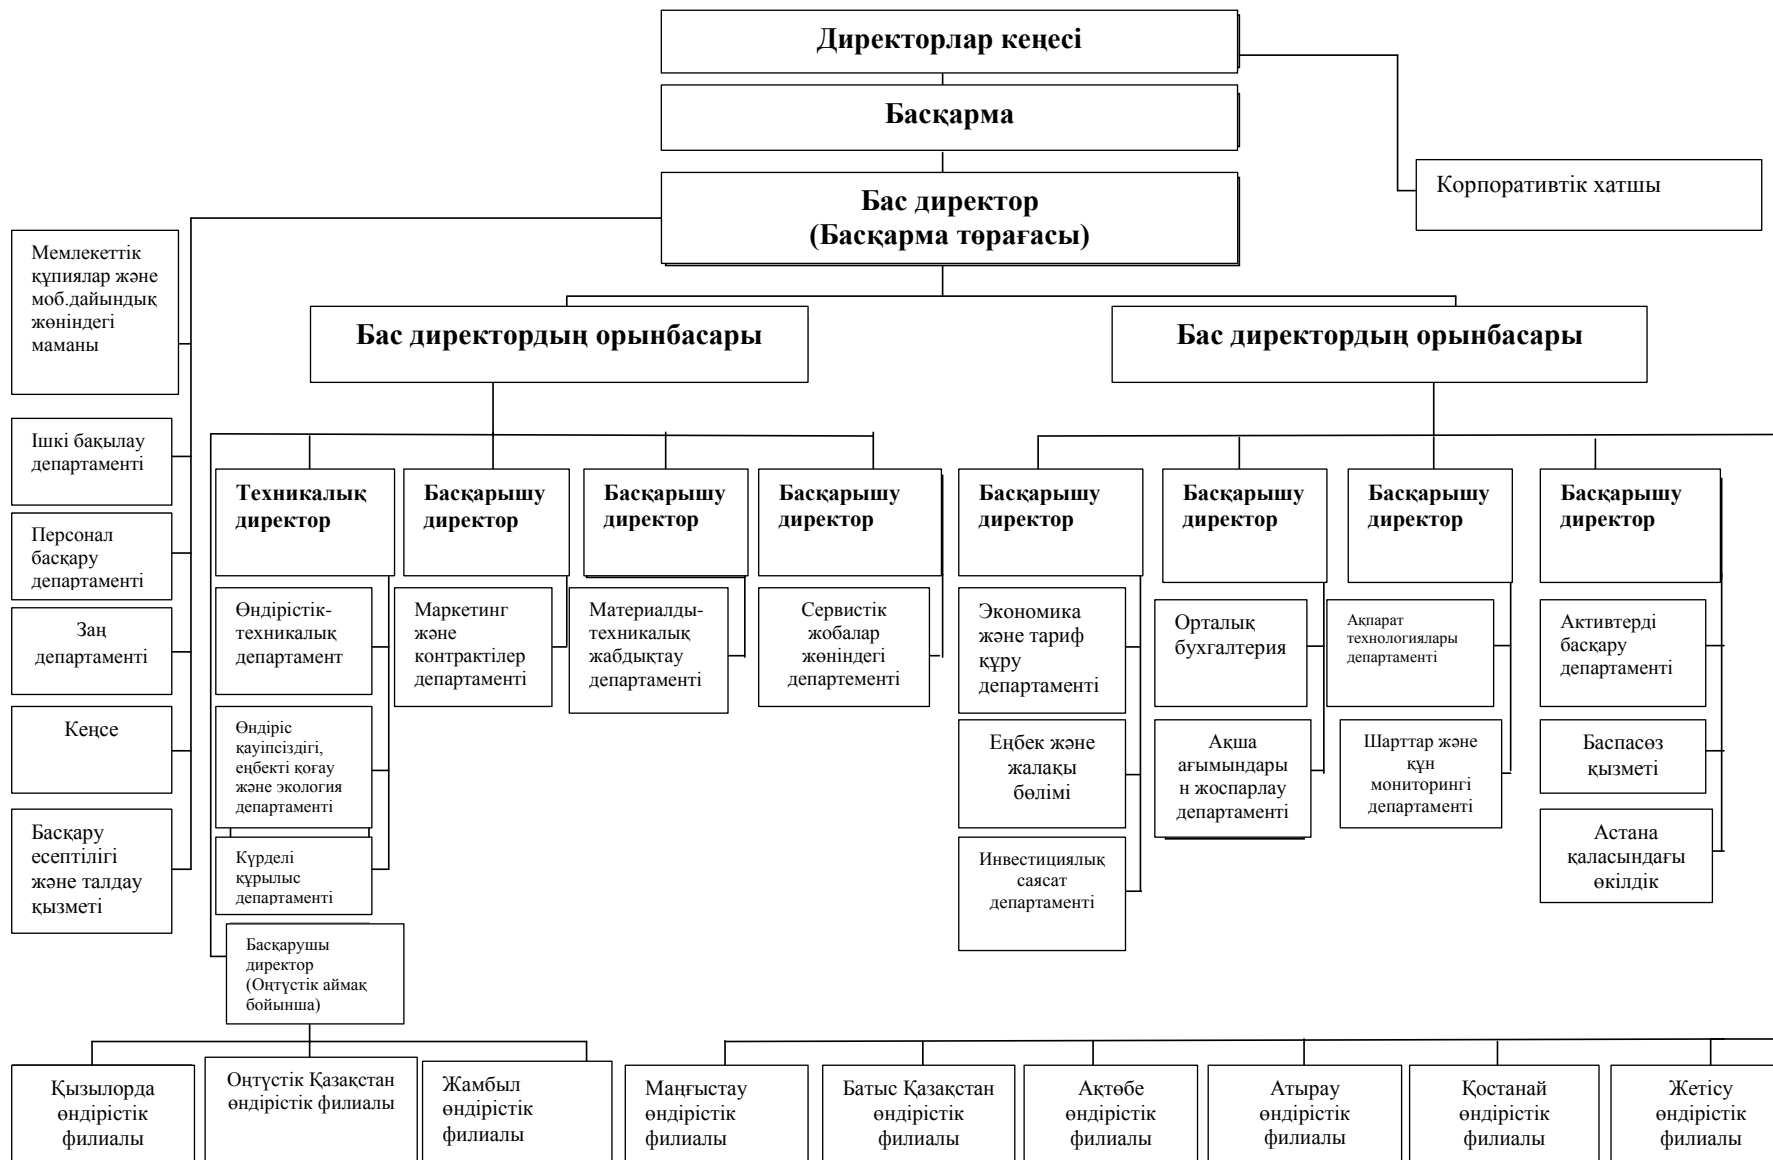 Директорлар кеңесі
Басқарма
Бас директор
(Басқарма төрағасы)
Корпоративтік хатшы
Мемлекеттік
құпиялар және
моб.дайындық
жөніндегі
маманы
Ішкі бақылау
департаменті
Персонал
басқару
департаменті
Заң
департаменті
Кеңсе
Басқару
есептілігі
және талдау
қызметі
Бас директордың орынбасары
Бас директордың орынбасары
Техникалық
директор
Басқарышу
директор
Басқарышу
директор
Басқарышу
директор
Басқарышу
директор
Басқарышу
директор
Басқарышу
директор
Басқарышу
директор
Өндірістік-
техникалық
департамент
Маркетинг
және
контрактілер
департаменті
Материалды-
техникалық
жабдықтау
департаменті
Сервистік
жобалар
жөніндегі
департементі
Экономика
және тариф
құру
департаменті
Орталық
бухгалтерия
Ақпарат
технологиялары
департаменті
Активтерді
басқару
департаменті
Өндіріс
қауіпсіздігі,
еңбекті қоғау
және экология
департаменті
Еңбек және
жалақы
бөлімі
Ақша
ағымындары
н жоспарлау
департаменті
Шарттар және
құн
мониторингі
департаменті
Баспасөз
қызметі
Күрделі
құрылыс
департаменті
Инвестициялық
саясат
департаменті
Астана
қаласындағы
өкілдік
Басқарушы
директор
(Оңтүстік аймақ
бойынша)
Қызылорда
өндірістік
филиалы
Оңтүстік Қазақстан
өндірістік филиалы
Жамбыл
өндірістік
филиалы
Маңғыстау
өндірістік
филиалы
Батыс Қазақстан
өндірістік
филиалы
Ақтөбе
өндірістік
филиалы
Атырау
өндірістік
филиалы
Қостанай
өндірістік
филиалы
Жетісу
өндірістік
филиалы